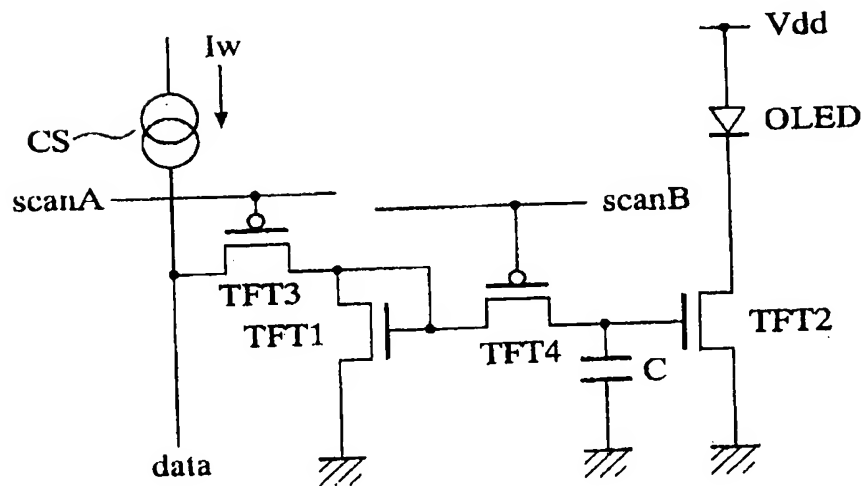 Vdd
Iw
CS
OLED
scanA
scanB
TFT3
TFT1
TFT4
C
TFT2
data